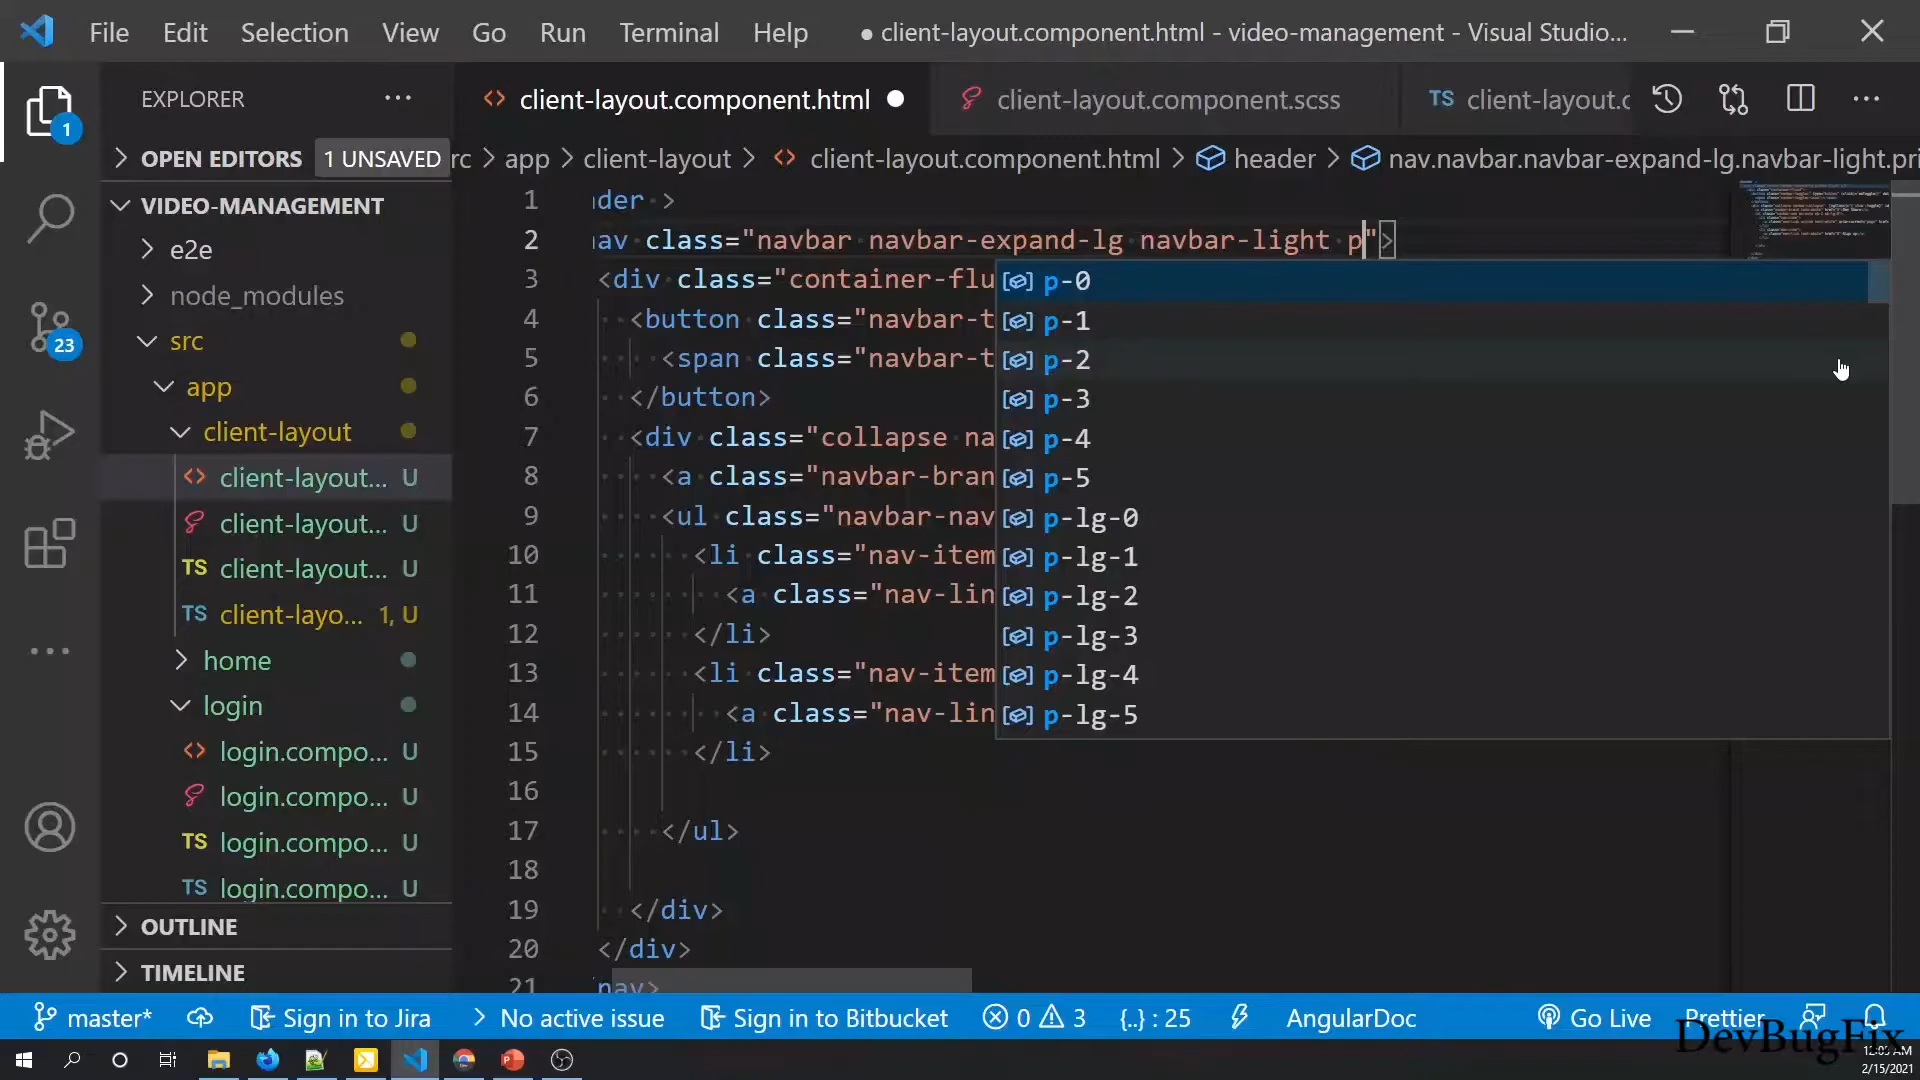 File Edit Selection View Go Run Terminal Help ● client-layout.component.html - video-management - Visual Studio...
EXPLORER ...
client-layout.component.html ● client-layout.component.scss TS client-layout.c ...
1
> OPEN EDITORS 1 UNSAVED
rc > app > client-layout > client-layout.component.html > header > nav.navbar.navbar-expand-lg.navbar-light.pri
VIDEO-MANAGEMENT
> e2e
> node_modules
src
app
client-layout
client-layout... U
client-layout... U
TS client-layout... U
TS client-layo... 1, U
> home
login
login.compo... U
login.compo... U
TS login.compo... U
TS login.compo... U
> OUTLINE
> TIMELINE
23
...
1 der >
2 av class="navbar navbar-expand-lg navbar-light p">
3 <div class="container-flu
4 <button class="navbar-t
5 <span class="navbar-t
6 </button>
7 <div class="collapse na
8 <a class="navbar-bran
9 <ul class="navbar-nav
10 <li class="nav-item
11 <a class="nav-lin
12 </li>
13 <li class="nav-item
14 <a class="nav-lin
15 </li>
16
17 </ul>
18
19 </div>
20 </div>
21 nav>
p-0
p-1
p-2
p-3
p-4
p-5
p-lg-0
p-lg-1
p-lg-2
p-lg-3
p-lg-4
p-lg-5
master* Sign in to Jira > No active issue Sign in to Bitbucket 0 3 {..} : 25 AngularDoc Go Live Prettier
DevBugFix
12:03 AM
2/15/2021